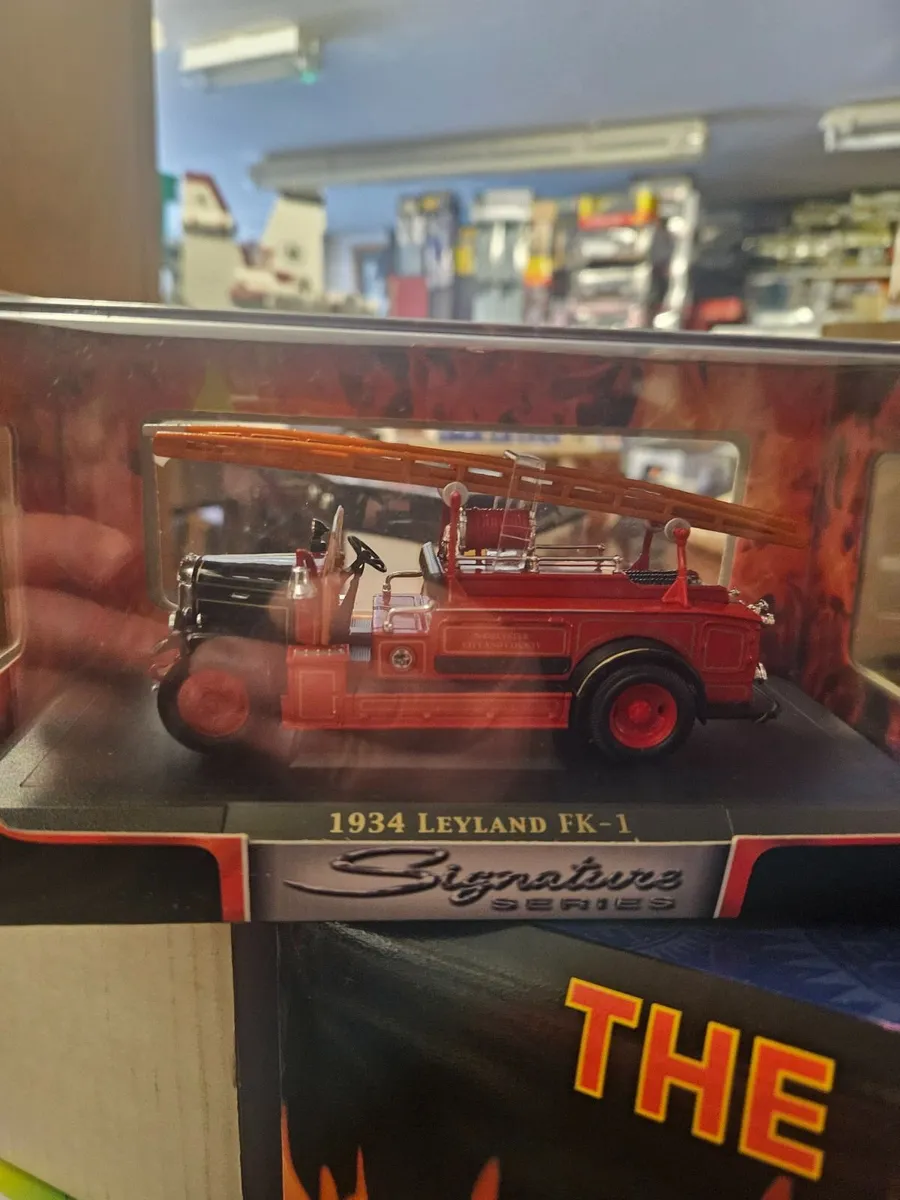 1934 LEYLAND FK-1
Signature
SERIES
THE